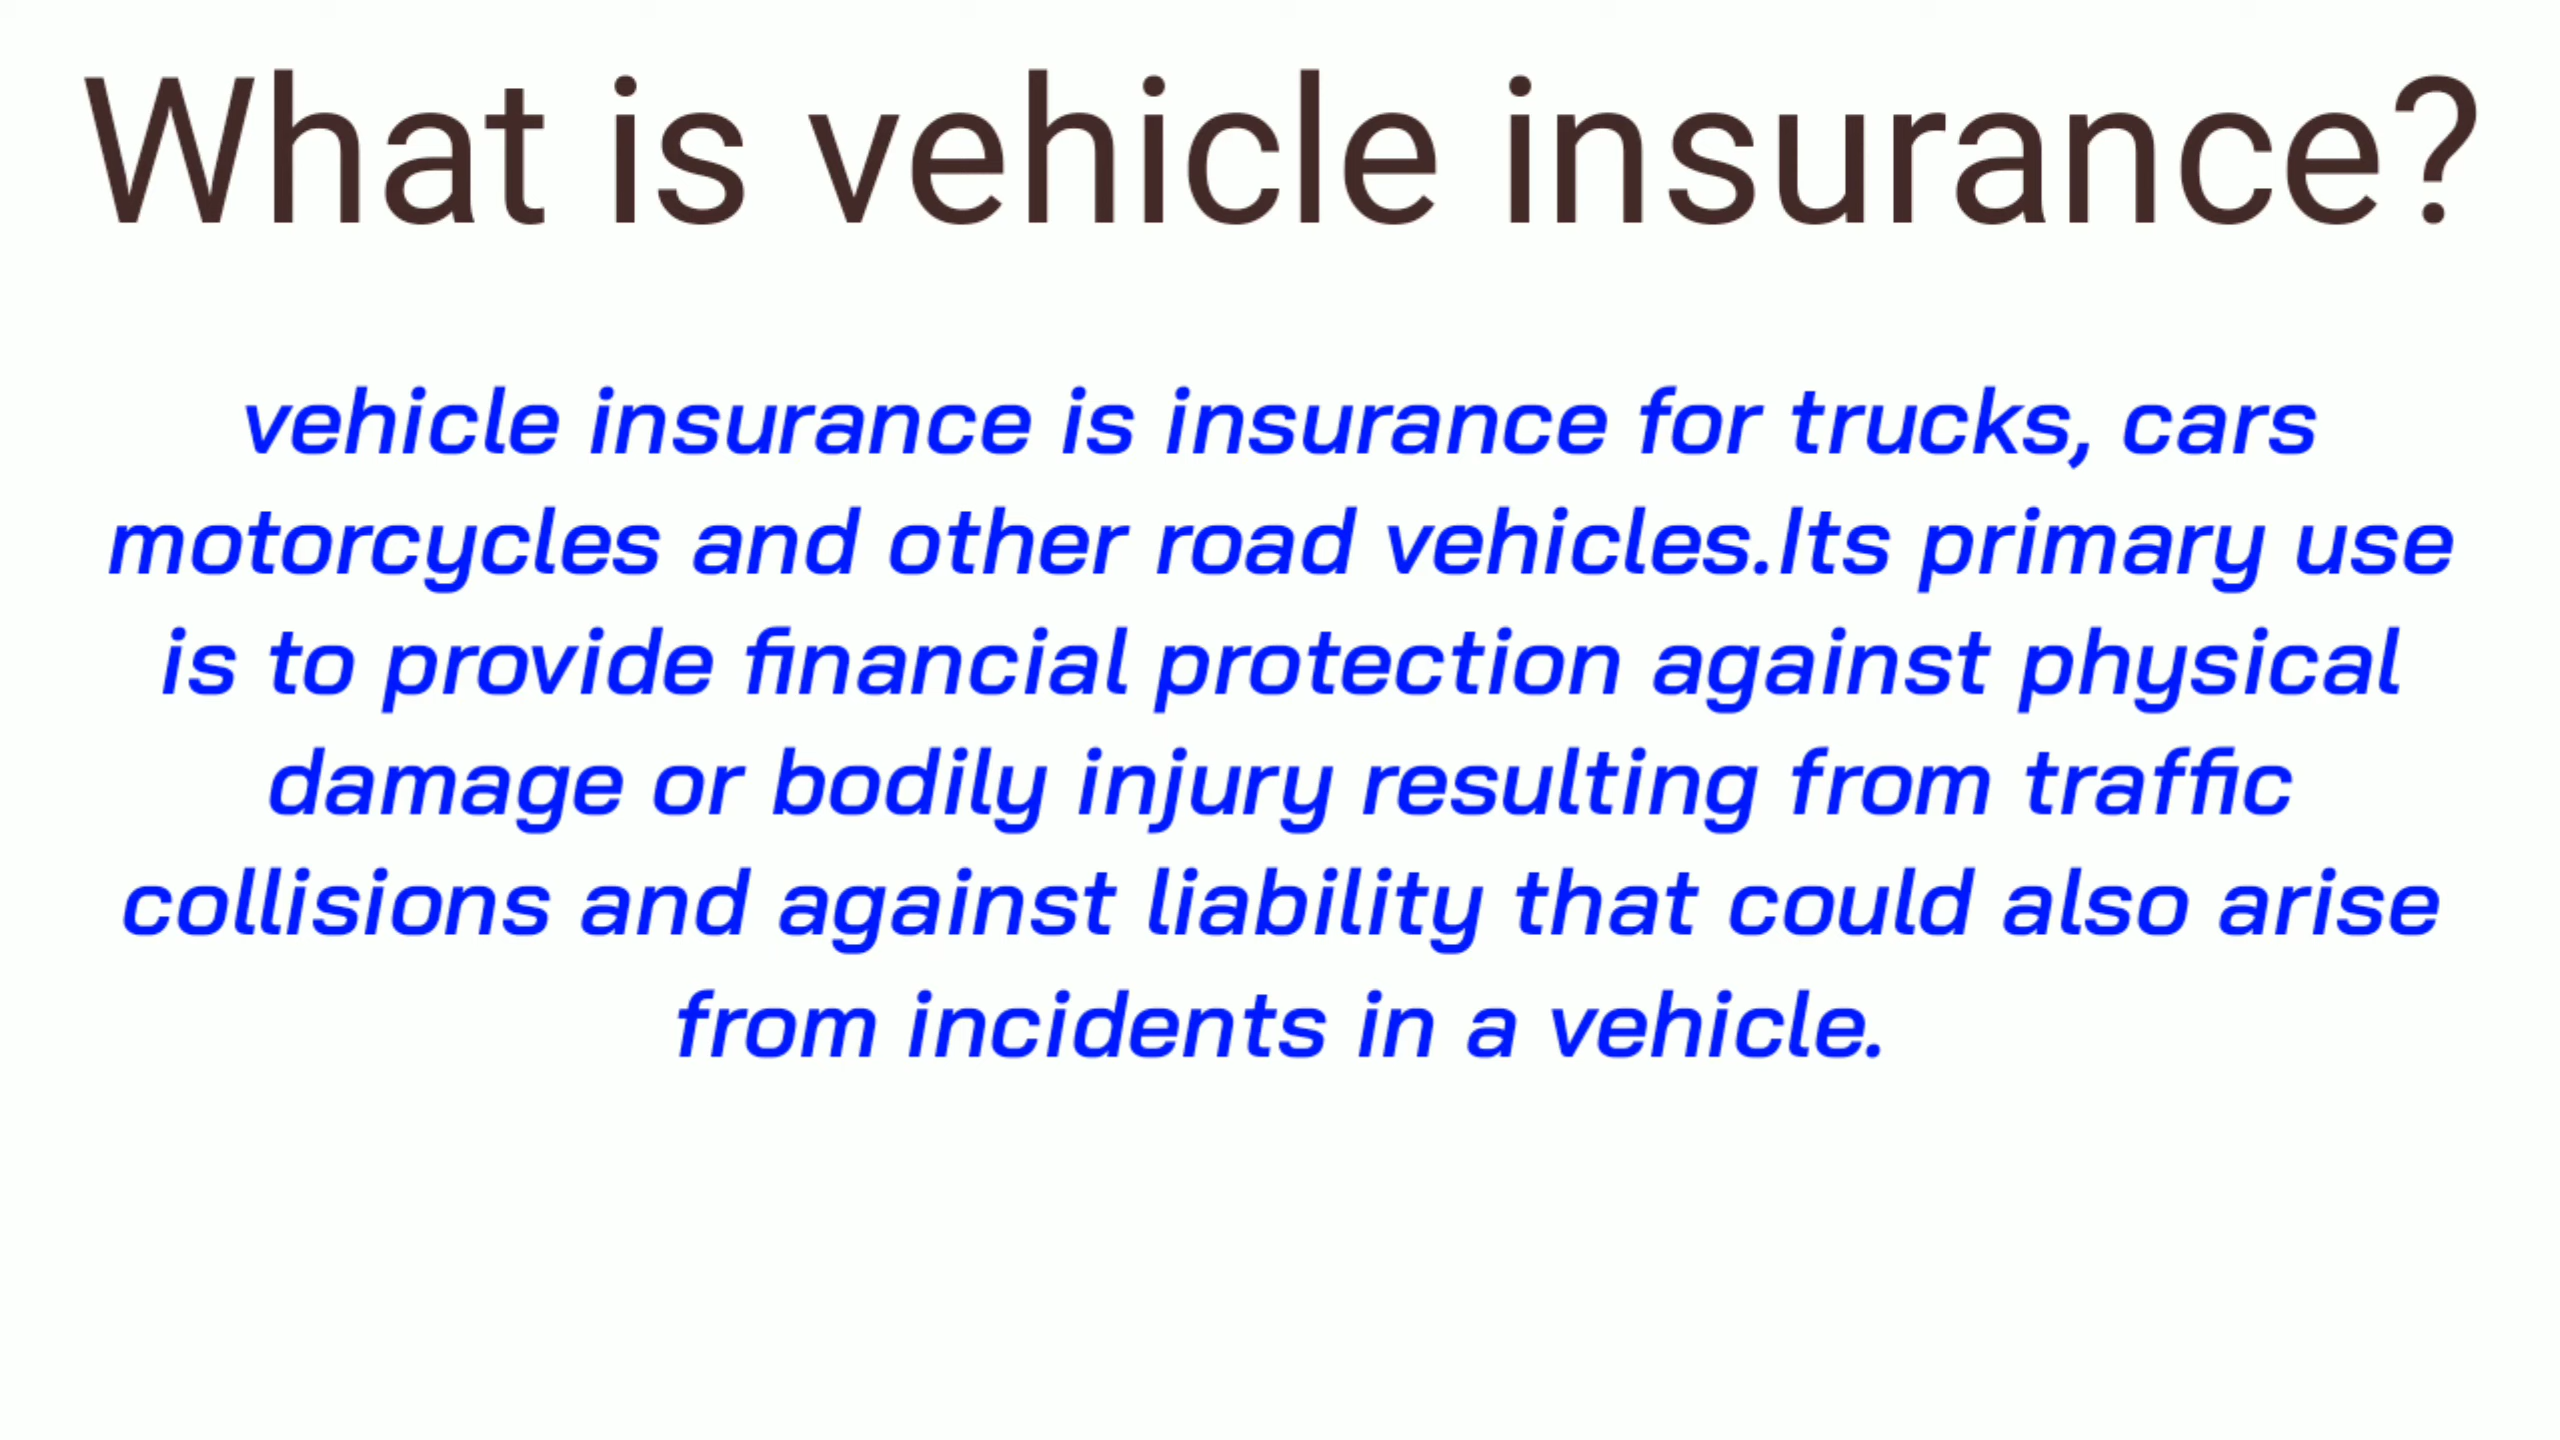 What is vehicle insurance?
vehicle insurance is insurance for trucks, cars
motorcycles and other road vehicles.Its primary use
is to provide financial protection against physical
damage or bodily injury resulting from traffic
collisions and against liability that could also arise
from incidents in a vehicle.